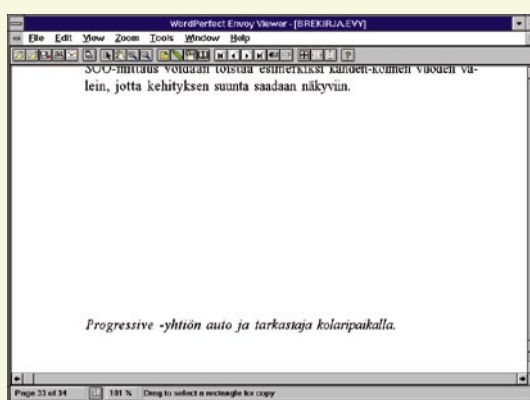 WordPerfect Envoy Viewer - [BREKIRJA.EVY]
File Edit View Zoom Tools Window Help
SOO-mittaus voidaan toistaa esimerkiksi kahden-kolmen vuoden vä-
lein, jotta kehityksen suunta saadaan näkyviin.
Progressive -yhtiön auto ja tarkastaja kolaripaikalla.
Page 33 of 34 101 % Drag to select a rectangle for copy